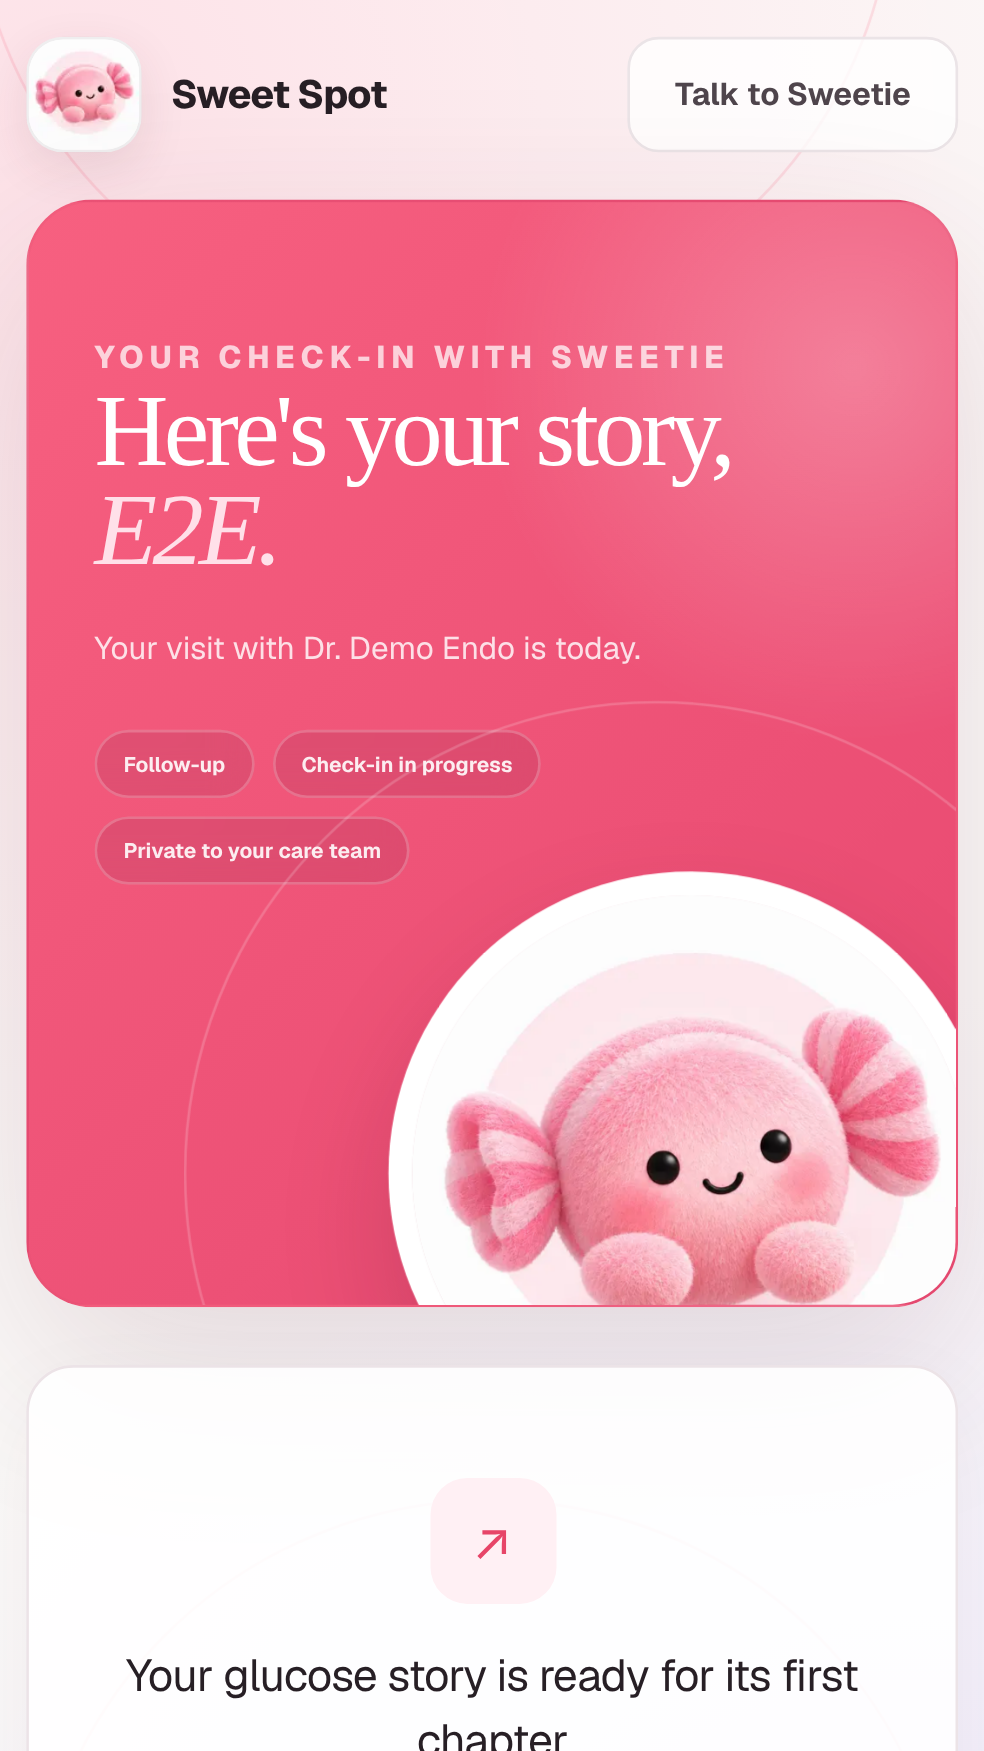 Sweet Spot
Talk to Sweetie
YOUR CHECK-IN WITH SWEETIE
Here's your story,
E2E.
Your visit with Dr. Demo Endo is today.
Follow-up
Check-in in progress
Private to your care team
Your glucose story is ready for its first
chapter